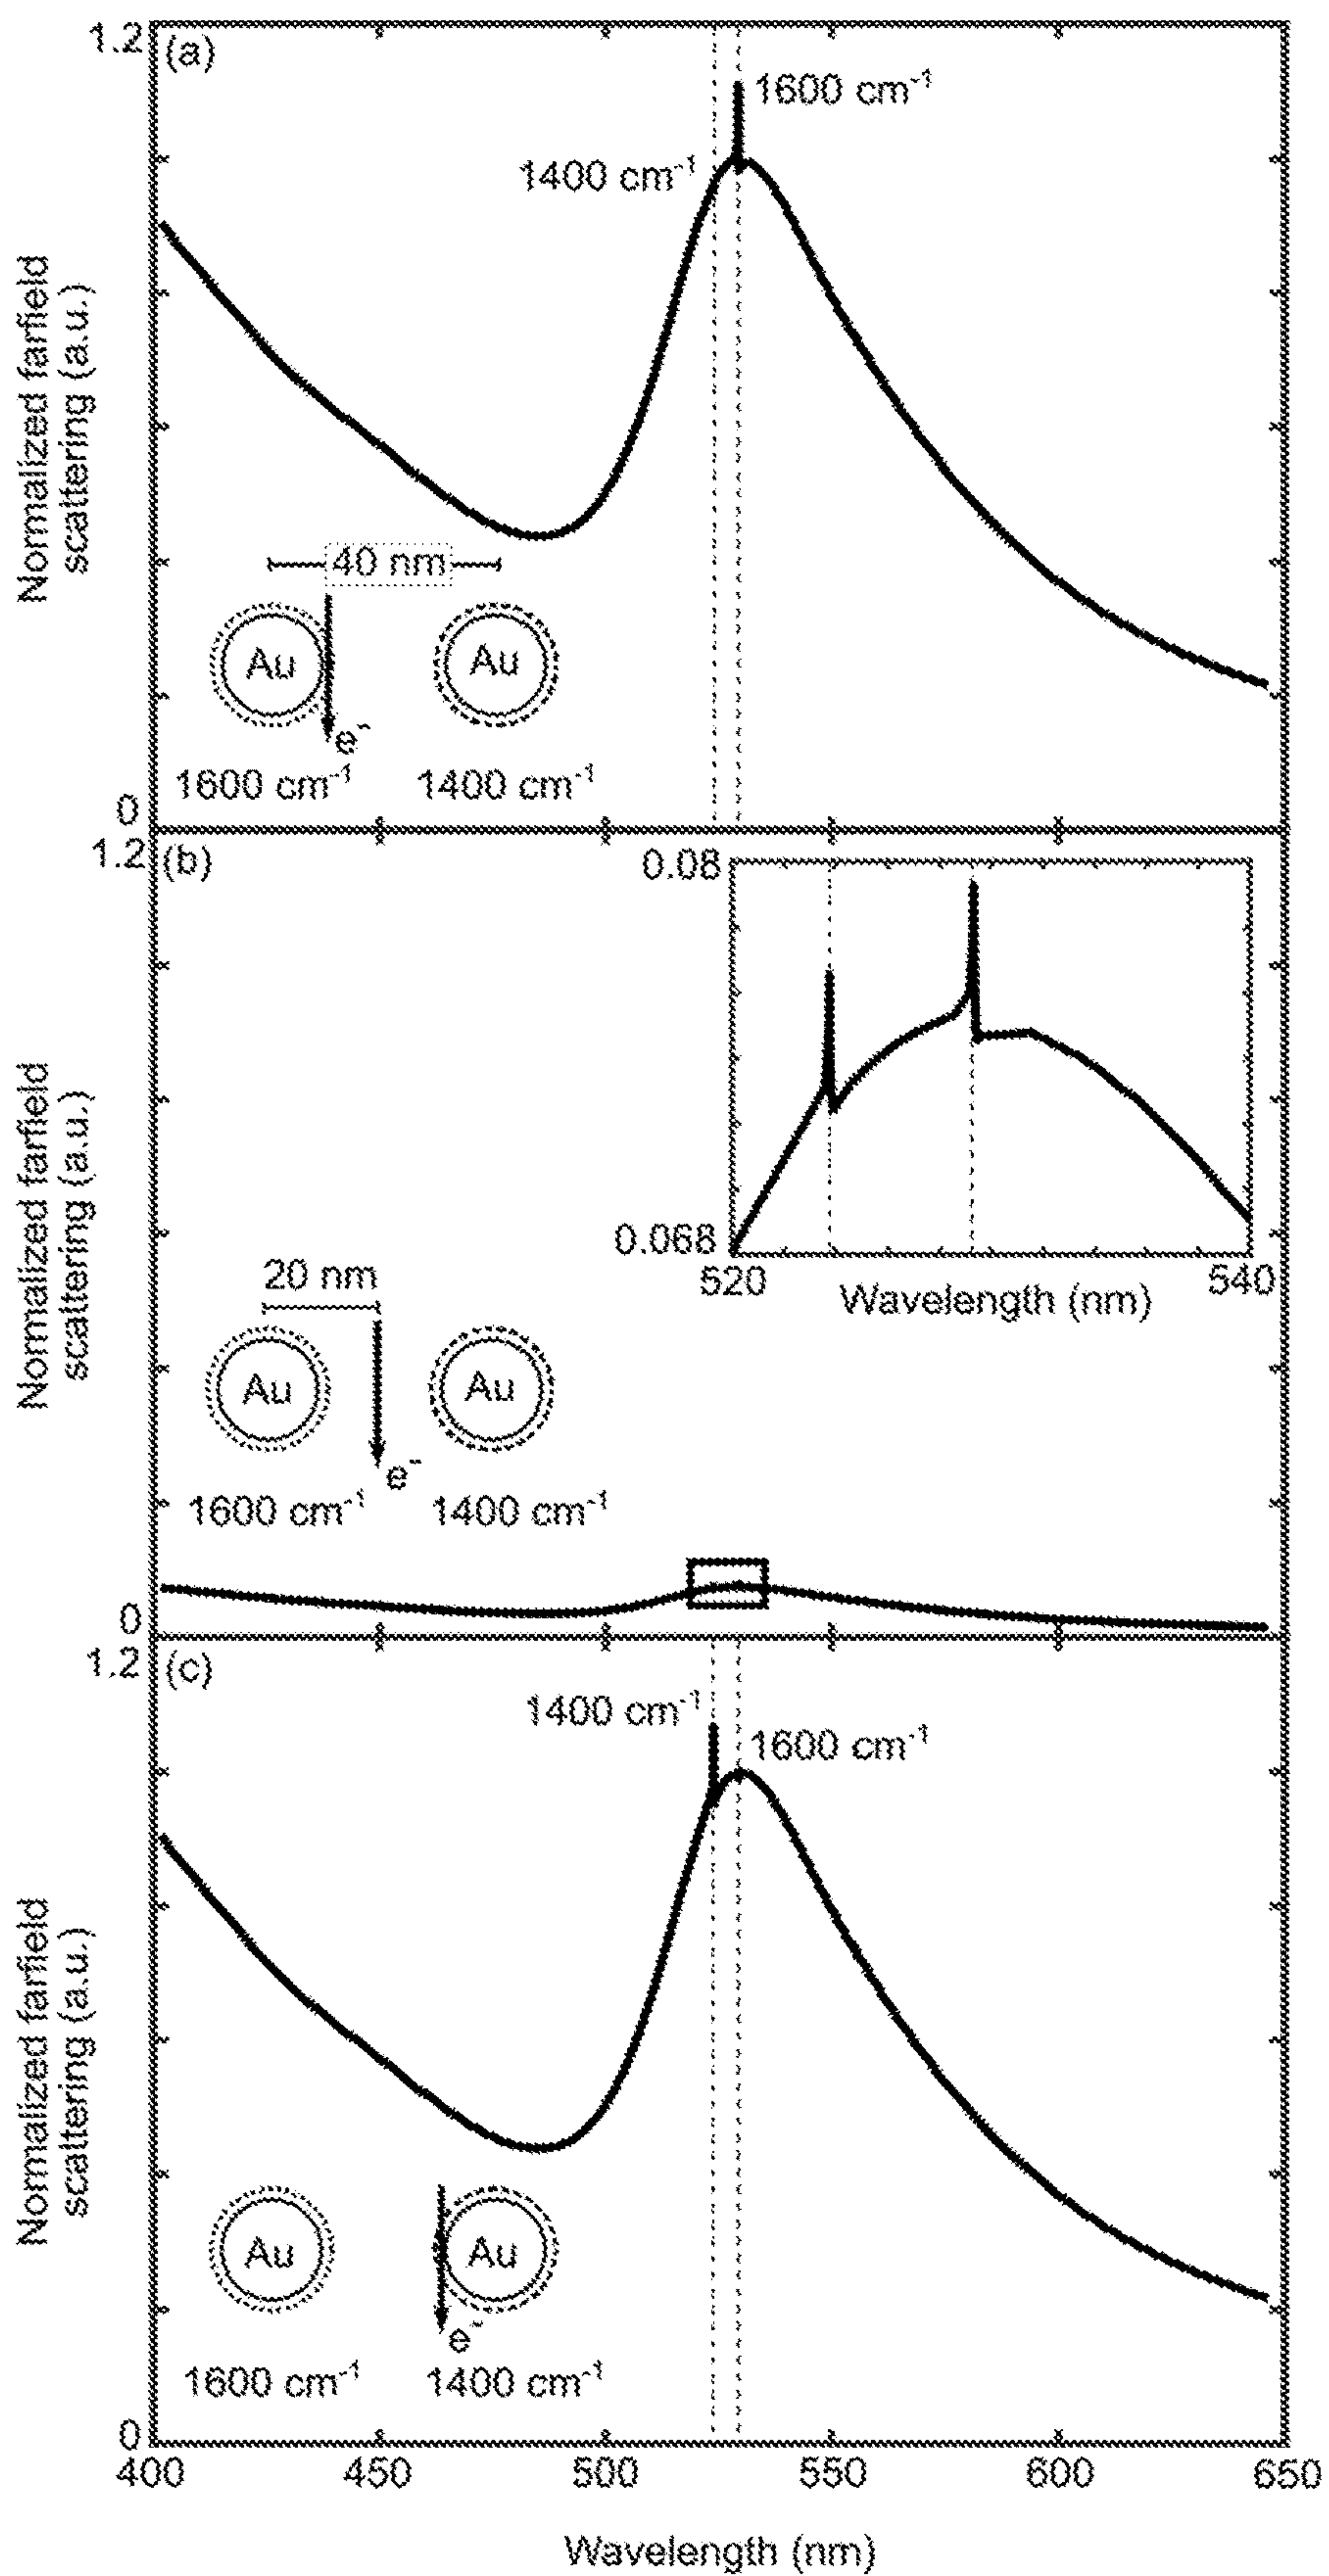 1.2
(a)
1600 cm-1
1400 cm-1
Normalized farfield
scattering (a.u.)
40 nm
Au
Au
e-
1600 cm-1
1400 cm-1
0
1.2
(b)
0.08
0.068
520
540
Wavelength (nm)
Normalized farfield
scattering (a.u.)
20 nm
Au
Au
e-
1600 cm-1
1400 cm-1
0
1.2
(c)
1400 cm-1
1600 cm-1
Normalized farfield
scattering (a.u.)
Au
Au
e-
1600 cm-1
1400 cm-1
0
400
450
500
550
600
650
Wavelength (nm)